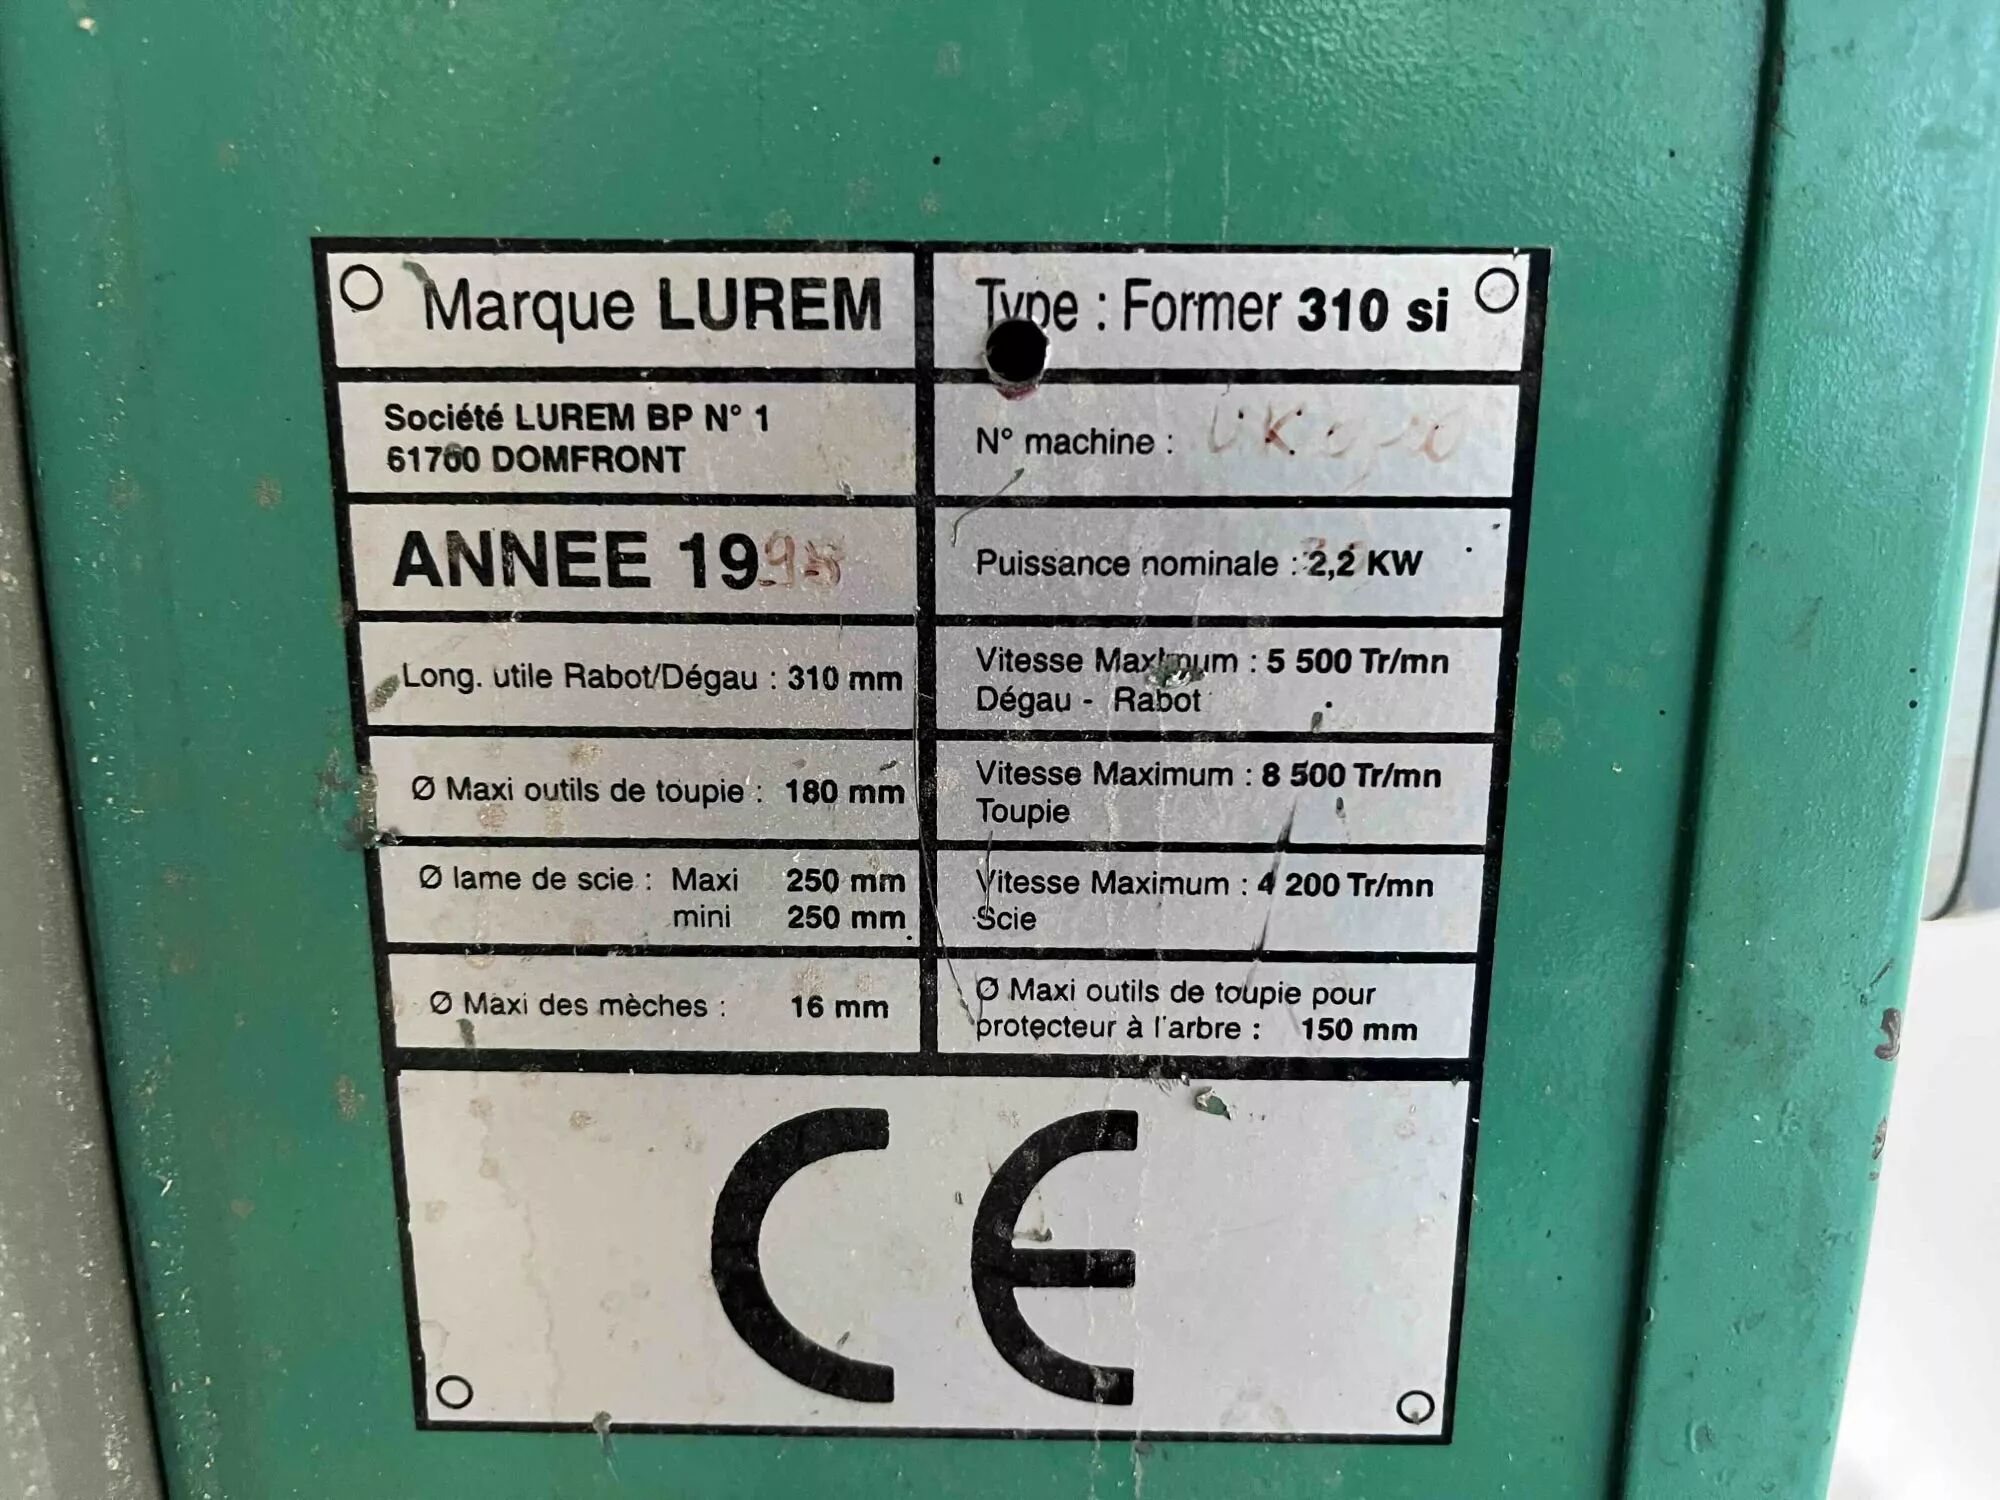 Marque LUREM
Type : Former 310 si
Société LUREM BP N° 1
61700 DOMFRONT
N° machine :
ANNEE 1998
Puissance nominale : 2,2 KW
Long. utile Rabot/Dégau : 310 mm
Vitesse Maximum : 5 500 Tr/mn
Dégau - Rabot
Ø Maxi outils de toupie : 180 mm
Vitesse Maximum : 8 500 Tr/mn
Toupie
Ø lame de scie : Maxi 250 mm
mini 250 mm
Vitesse Maximum : 4 200 Tr/mn
Scie
Ø Maxi des mèches : 16 mm
Ø Maxi outils de toupie pour
protecteur à l'arbre : 150 mm
CE